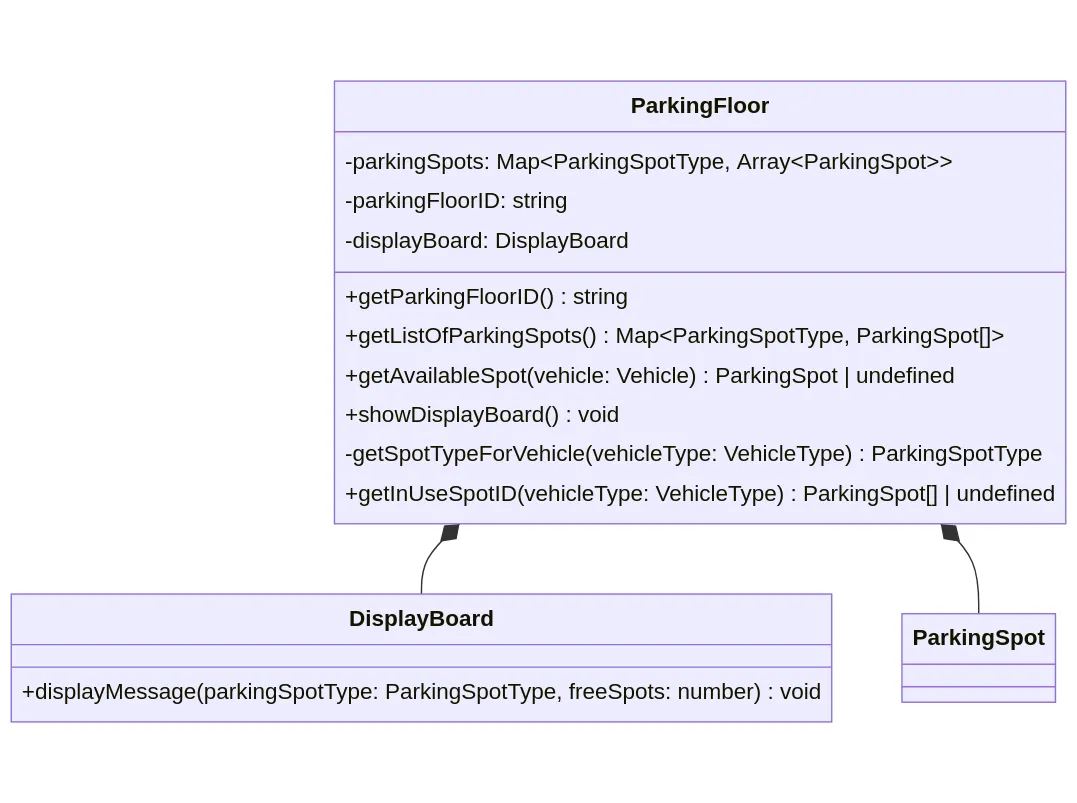 ParkingFloor
-parkingSpots: Map<ParkingSpotType, Array<ParkingSpot>>
-parkingFloorID: string
-displayBoard: DisplayBoard
+getParkingFloorID() : string
+getListOfParkingSpots() : Map<ParkingSpotType, ParkingSpot[]>
+getAvailableSpot(vehicle: Vehicle) : ParkingSpot | undefined
+showDisplayBoard() : void
-getSpotTypeForVehicle(vehicleType: VehicleType) : ParkingSpotType
+getInUseSpotID(vehicleType: VehicleType) : ParkingSpot[] | undefined
DisplayBoard
+displayMessage(parkingSpotType: ParkingSpotType, freeSpots: number) : void
ParkingSpot